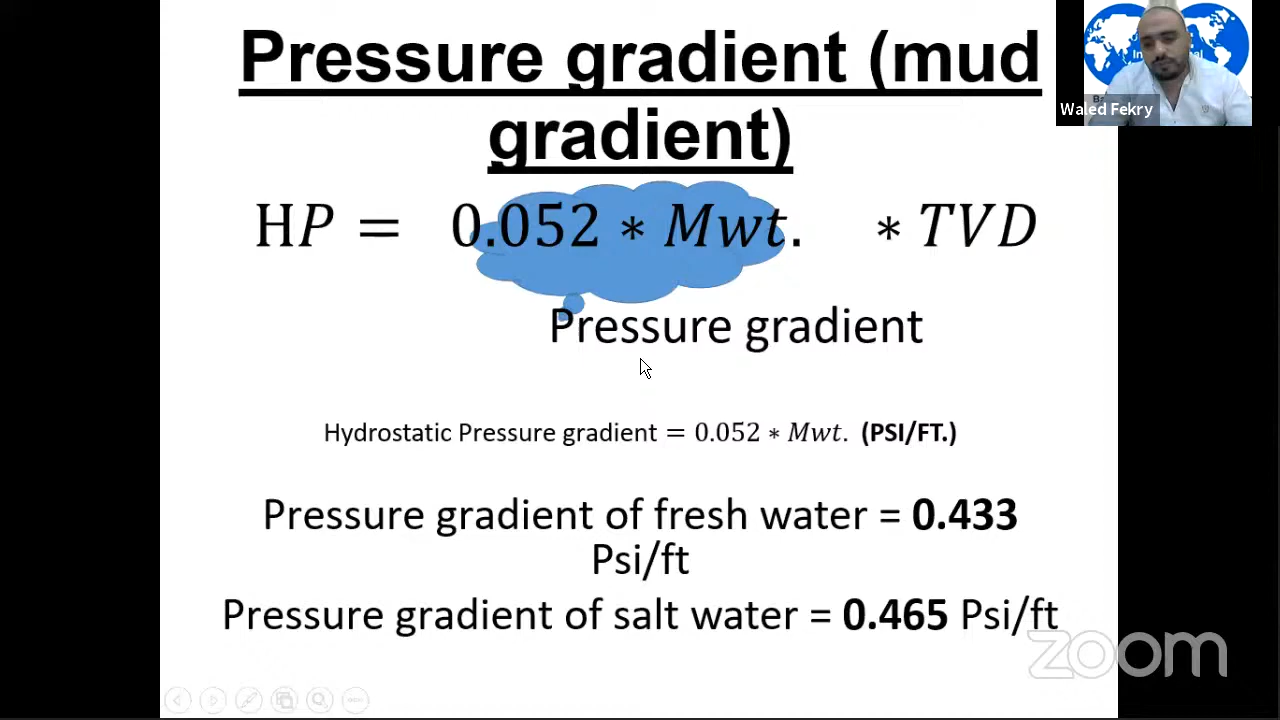 Pressure gradient (mud
gradient)
HP = 0.052 * Mwt. * TVD
Pressure gradient
Hydrostatic Pressure gradient = 0.052 * Mwt. (PSI/FT.)
Pressure gradient of fresh water = 0.433
Psi/ft
Pressure gradient of salt water = 0.465 Psi/ft
Waled Fekry
zoom